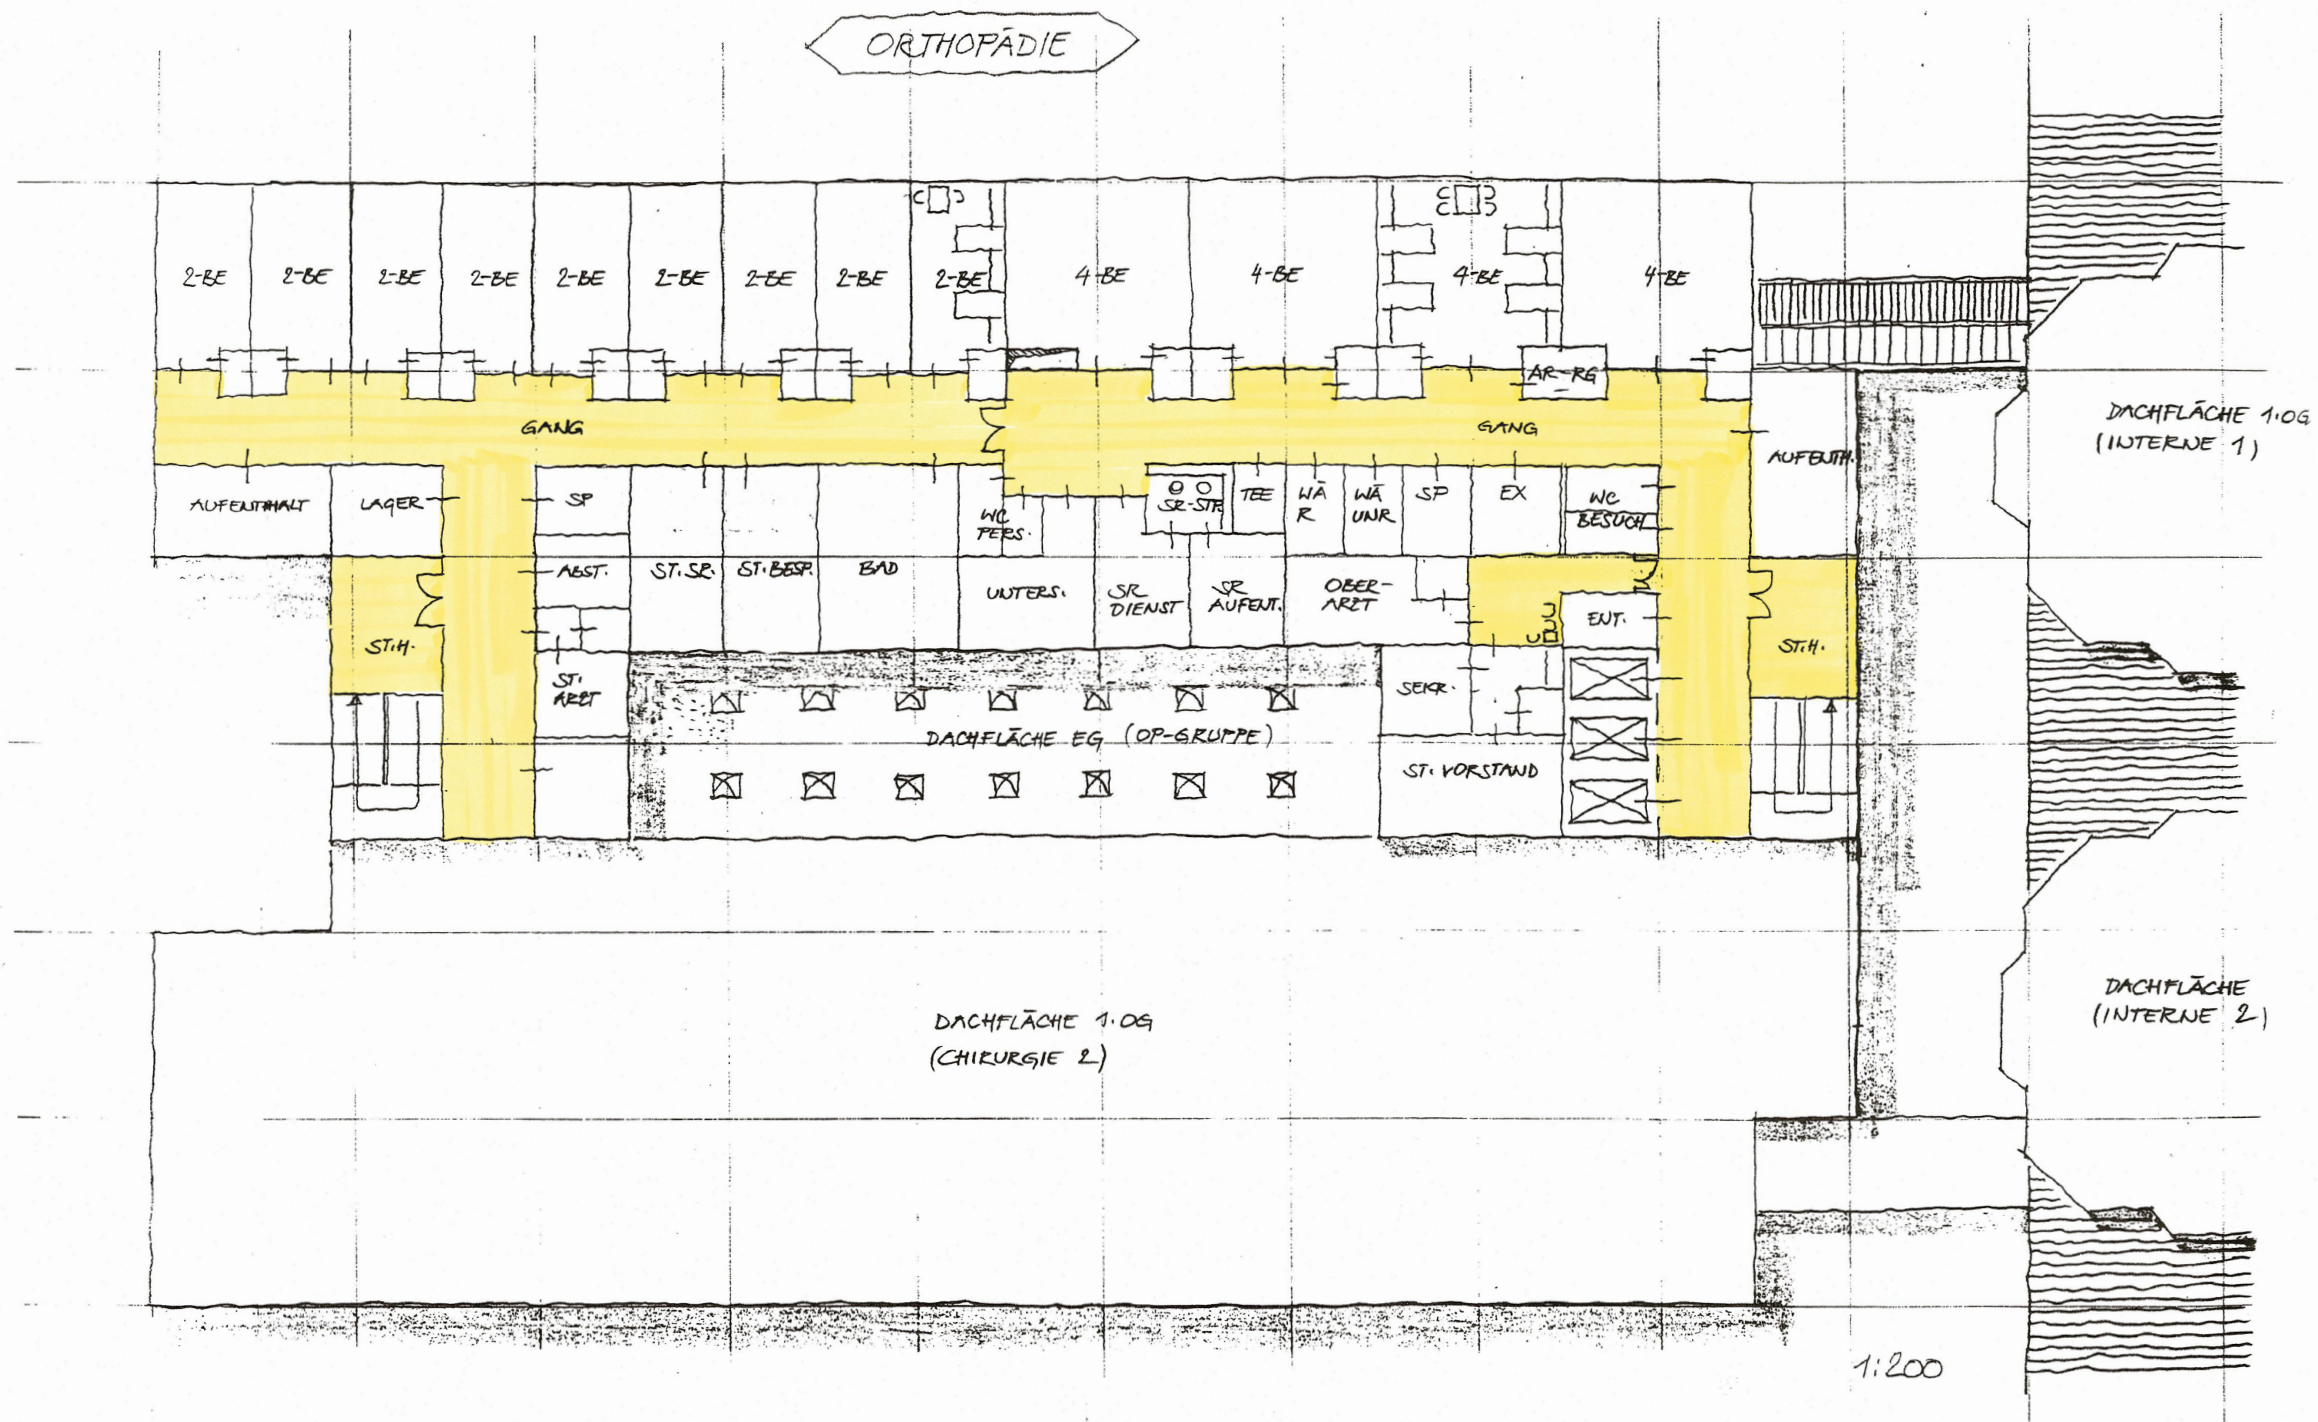 ORTHOPÄDIE
2-BE
2-BE
2-BE
2-BE
2-BE
2-BE
2-BE
2-BE
2-BE
4-BE
4-BE
4-BE
4-BE
AR-RG
GANG
GANG
AUFENTH.
DACHFLÄCHE 1.OG
(INTERNE 1)
AUFENTHALT
LAGER
SP
WC
PERS.
SR-STP.
TEE
WÄ
R
WÄ
UNR
SP
EX
WC
BESUCH
ABST.
ST.SR.
ST.BESP.
BAD
UNTERS.
SR
DIENST
SR
AUFENT.
OBER-
ARZT
ENT.
ST.H.
ST.H.
ST.
ARZT
SEKR.
DACHFLÄCHE EG (OP-GRUPPE)
ST. VORSTAND
DACHFLÄCHE 1.OG
(CHIRURGIE 2)
DACHFLÄCHE
(INTERNE 2)
1:200